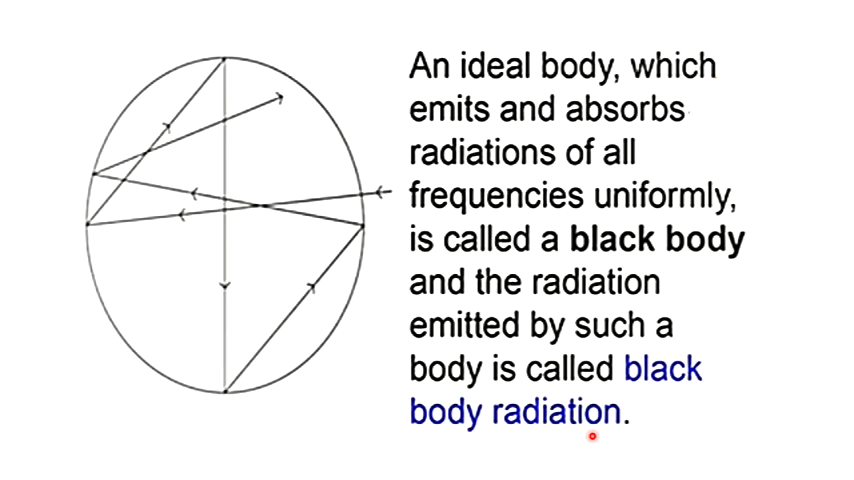 An ideal body, which
emits and absorbs
radiations of all
frequencies uniformly,
is called a black body
and the radiation
emitted by such a
body is called black
body radiation.